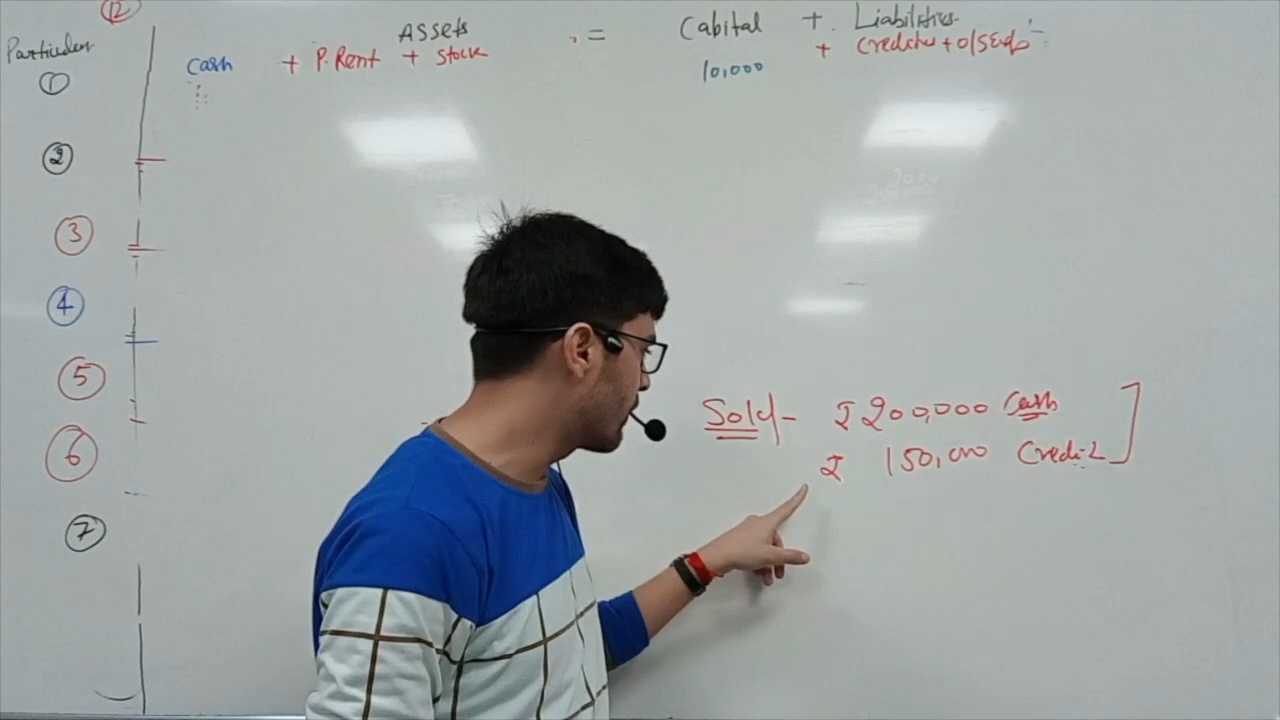 12
Assets = Capital + Liabilities
Particulars
Cash + P.Rent + Stock + Creditors + O/S Exp
10,000
1
2
3
4
5
6
7
Sold - ₹ 200,000 Cash
₹ 150,000 Credit